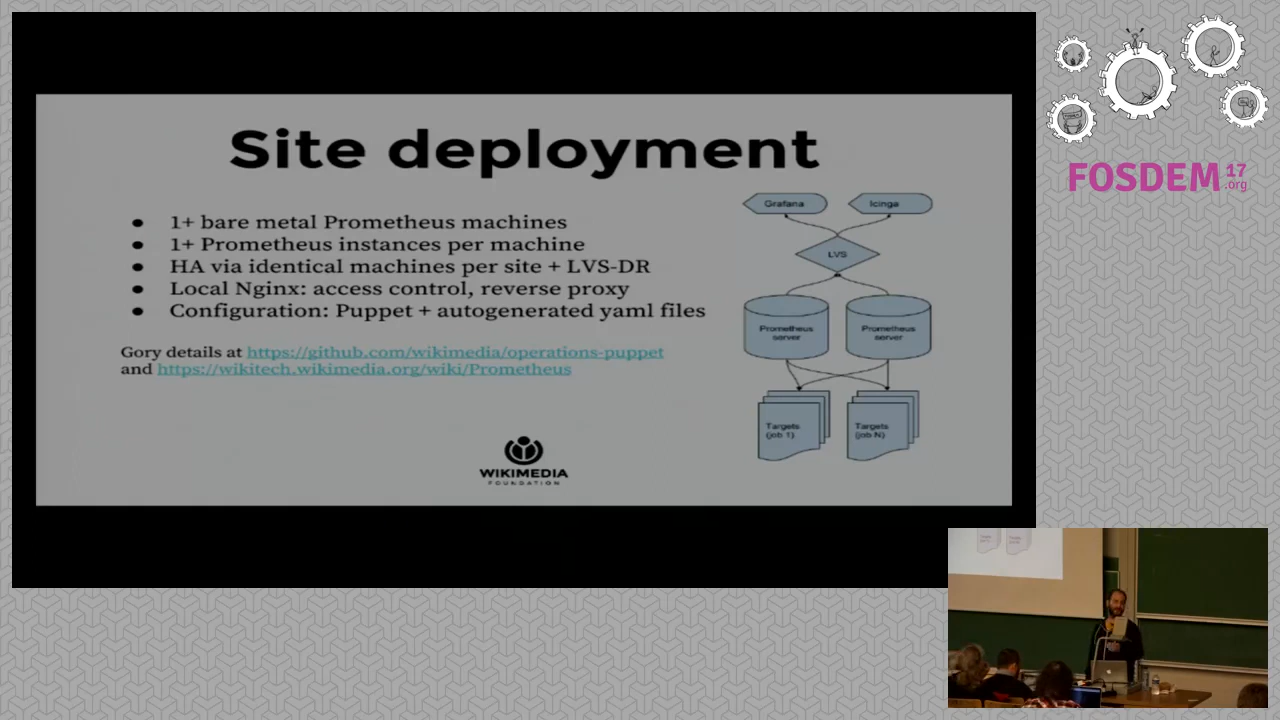 Site deployment
● 1+ bare metal Prometheus machines
● 1+ Prometheus instances per machine
● HA via identical machines per site + LVS-DR
● Local Nginx: access control, reverse proxy
● Configuration: Puppet + autogenerated yaml files
Gory details at https://github.com/wikimedia/operations-puppet
and https://wikitech.wikimedia.org/wiki/Prometheus
Grafana
Icinga
LVS
Prometheus
server
Prometheus
server
Targets
(job 1)
Targets
(job N)
WIKIMEDIA
FOUNDATION
FOSDEM 17
.org